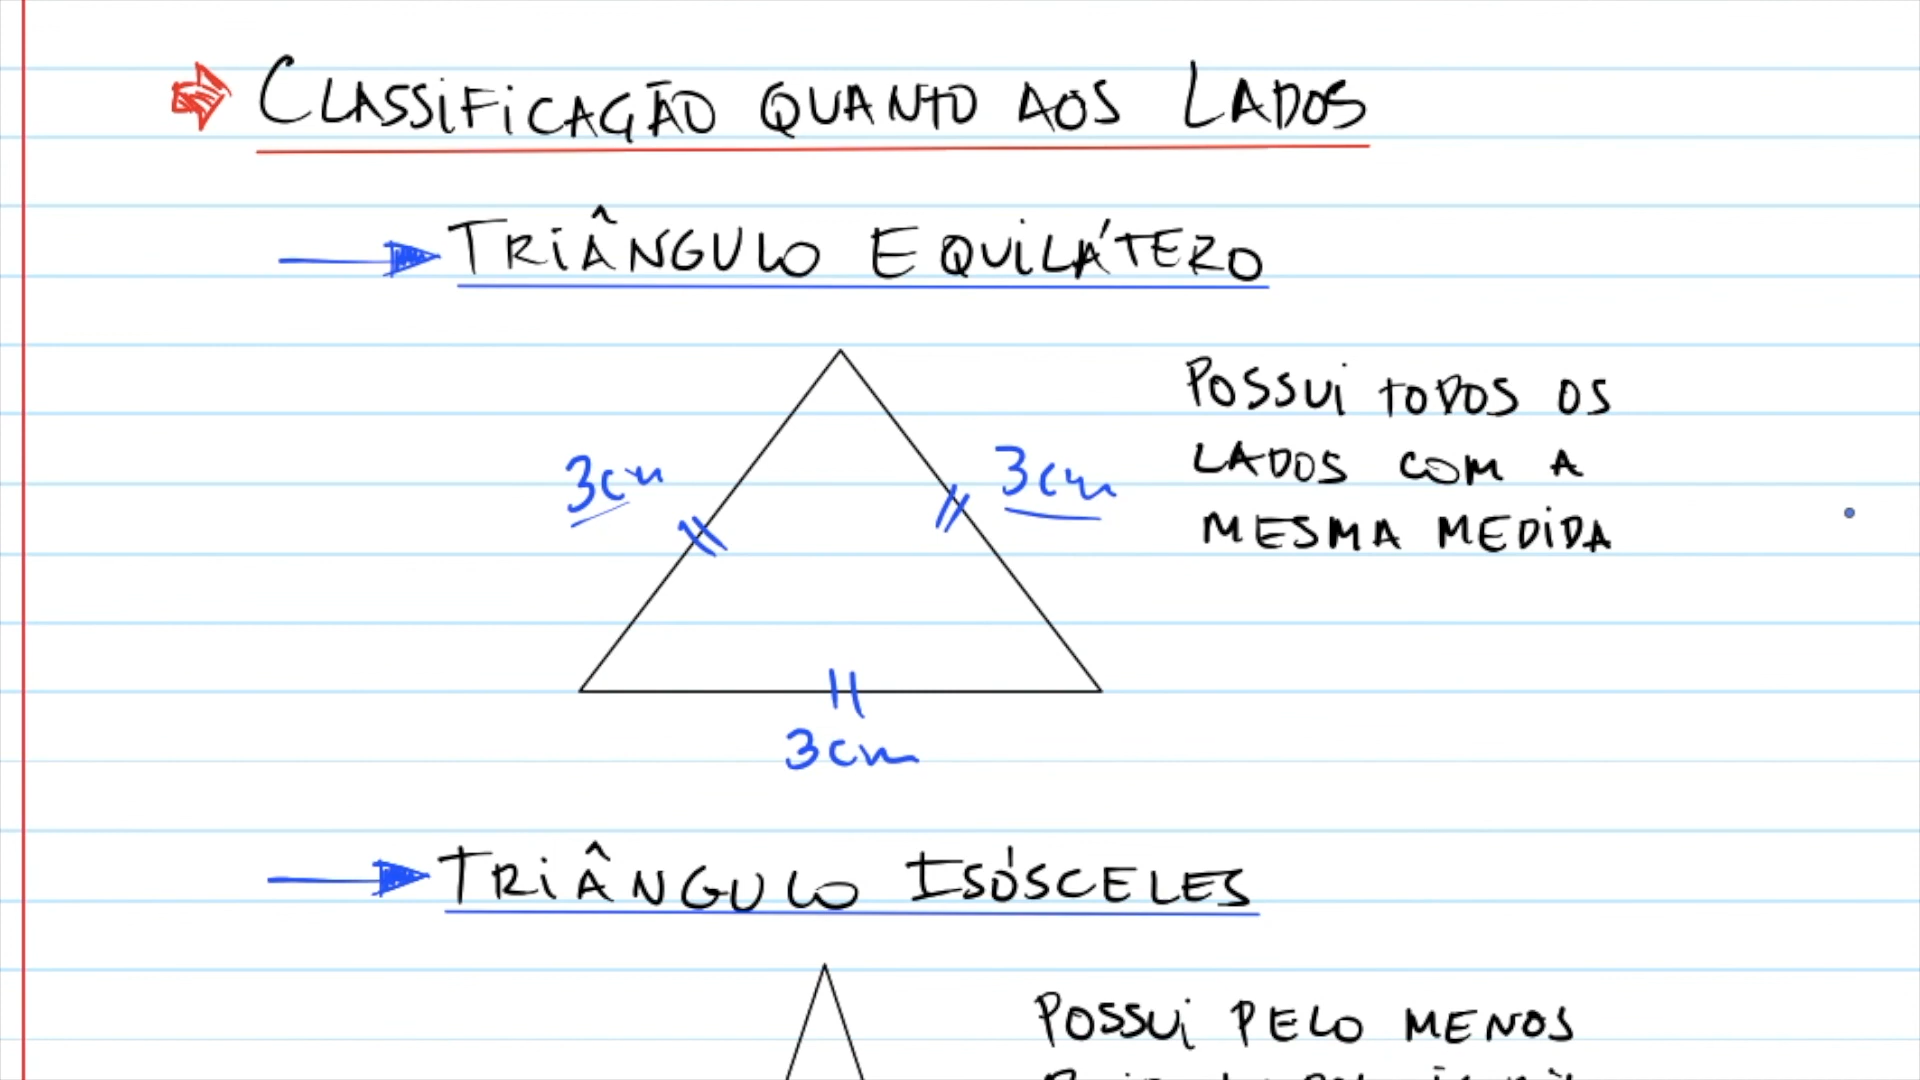 CLASSIFICAÇÃO QUANTO AOS LADOS
TRIÂNGULO EQUILÁTERO
POSSUI TODOS OS
LADOS COM A
MESMA MEDIDA
3cm
3cm
3cm
TRIÂNGULO ISÓSCELES
POSSUI PELO MENOS